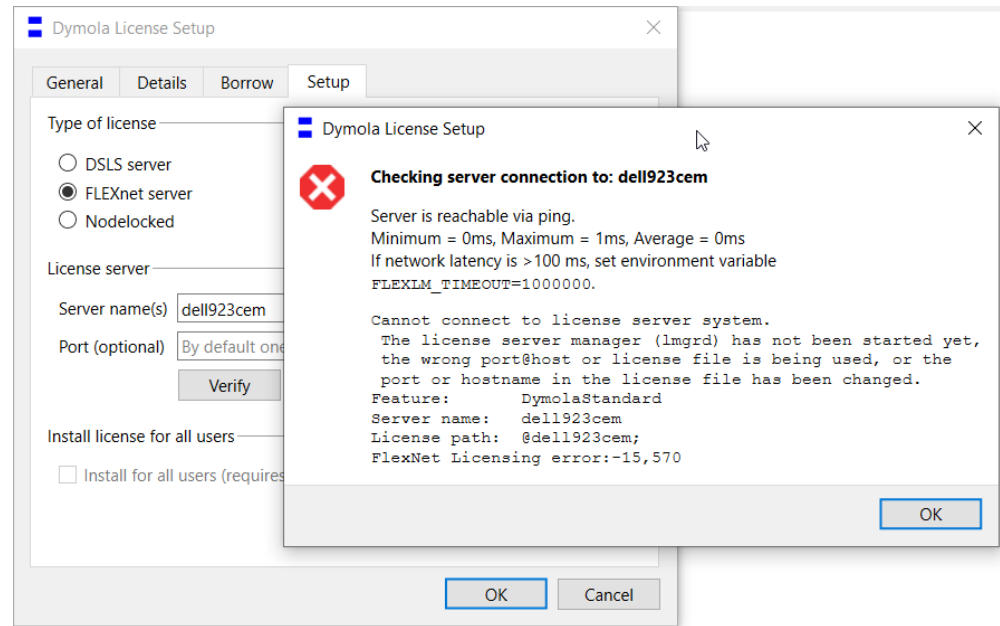 Dymola License Setup
General Details Borrow Setup
Type of license
DSLS server
FLEXnet server
Nodelocked
License server
Server name(s) dell923cem
Port (optional) By default one
Verify
Install license for all users
Install for all users (requires
OK Cancel
Dymola License Setup
Checking server connection to: dell923cem
Server is reachable via ping.
Minimum = 0ms, Maximum = 1ms, Average = 0ms
If network latency is >100 ms, set environment variable
FLEXLM_TIMEOUT=1000000.
Cannot connect to license server system.
The license server manager (lmgrd) has not been started yet,
the wrong port@host or license file is being used, or the
port or hostname in the license file has been changed.
Feature: DymolaStandard
Server name: dell923cem
License path: @dell923cem;
FlexNet Licensing error:-15,570
OK